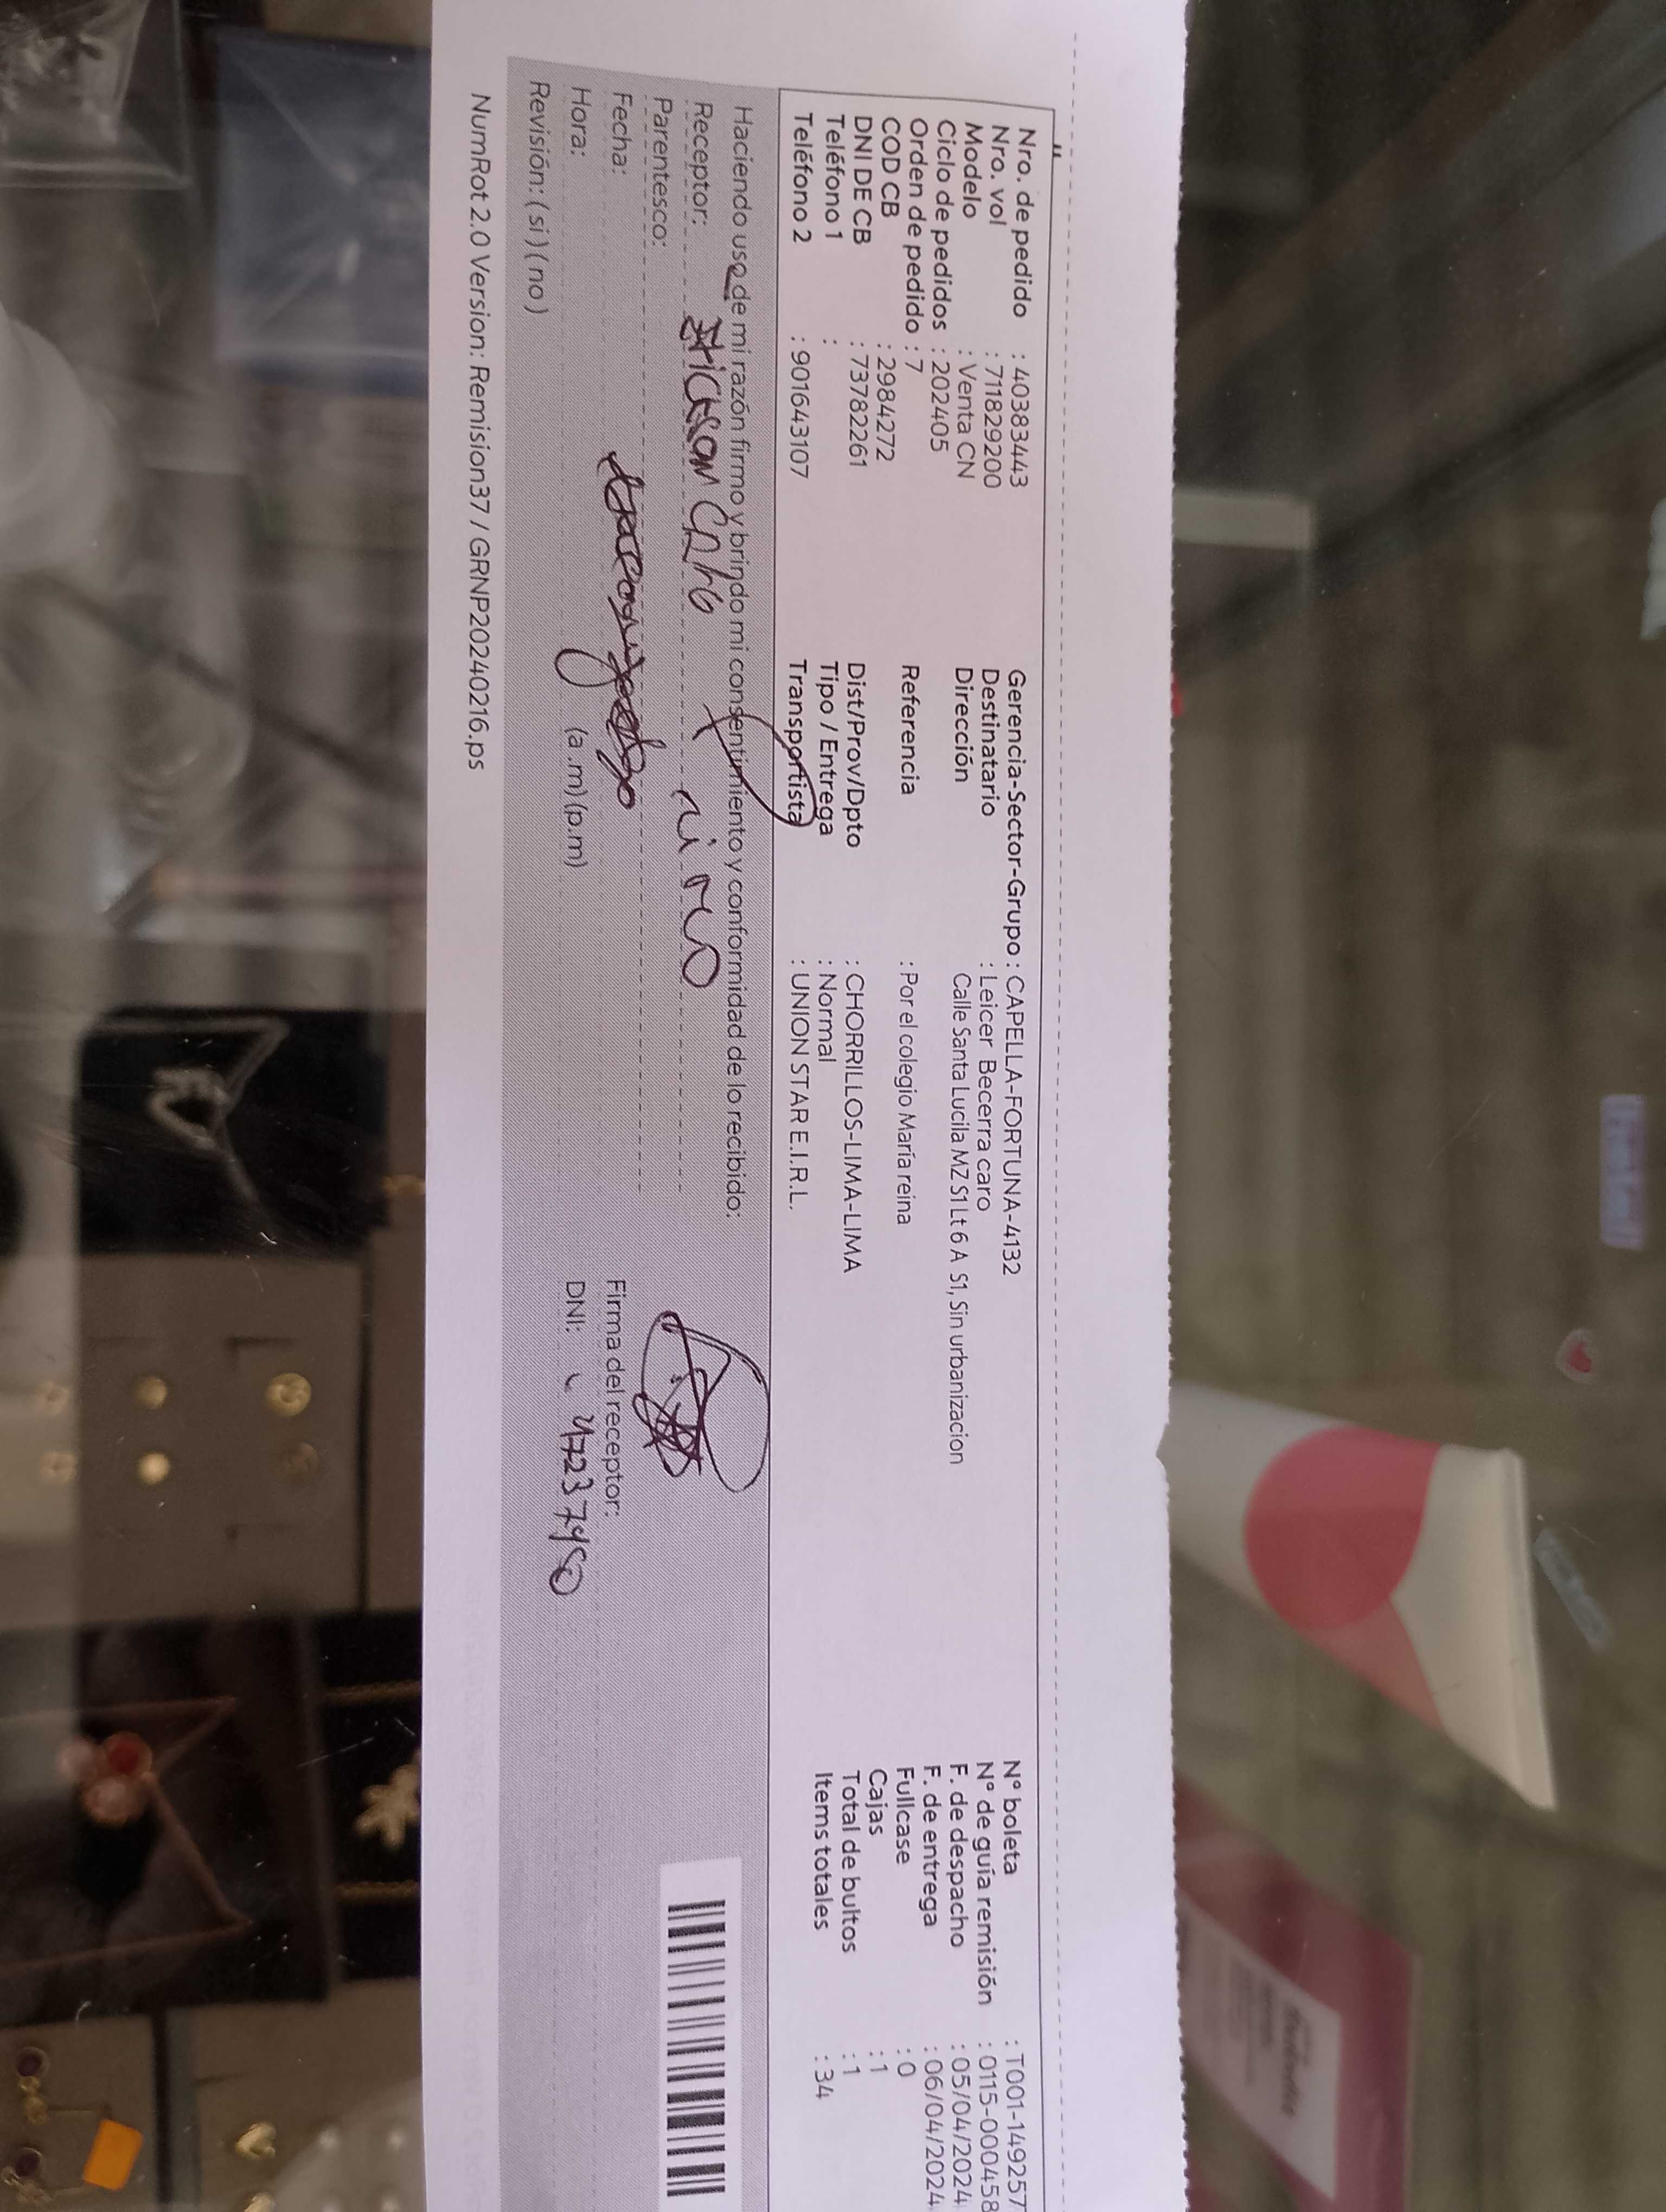 Nro. de pedido : 40383443
Nro. vol : 711829200
Modelo : Venta CN
Ciclo de pedidos : 202405
Orden de pedido : 7
COD CB : 2984272
DNI DE CB : 73782261
Teléfono 1 :
Teléfono 2 : 901643107
Gerencia-Sector-Grupo : CAPELLA-FORTUNA-4132
Destinatario : Leicer Becerra caro
Dirección Calle Santa Lucila MZ S1 Lt 6 A S1, Sin urbanizacion
Referencia : Por el colegio María reina
Dist/Prov/Dpto : CHORRILLOS-LIMA-LIMA
Tipo / Entrega : Normal
Transportista : UNION STAR E.I.R.L.
N° boleta : T001-149257
N° de guía remisión : 0115-000458
F. de despacho : 05/04/2024
F. de entrega : 06/04/2024
Fullcase : 0
Cajas : 1
Total de bultos : 1
Items totales : 34
Haciendo uso de mi razón firmo y brindo mi consentimiento y conformidad de lo recibido:
Receptor:
Parentesco:
Fecha:
Hora: (a.m) (p.m)
Revisión: ( si ) ( no )
Firma del receptor:
DNI:
NumRot 2.0 Version: Remision37 / GRNP20240216.ps